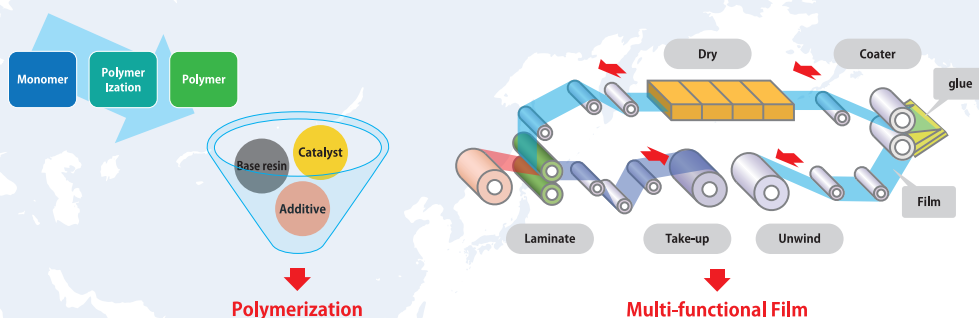 Monomer
Polymer
Ization
Polymer
Base resin
Catalyst
Additive
Polymerization
Dry
Coater
glue
Film
Laminate
Take-up
Unwind
Multi-functional Film